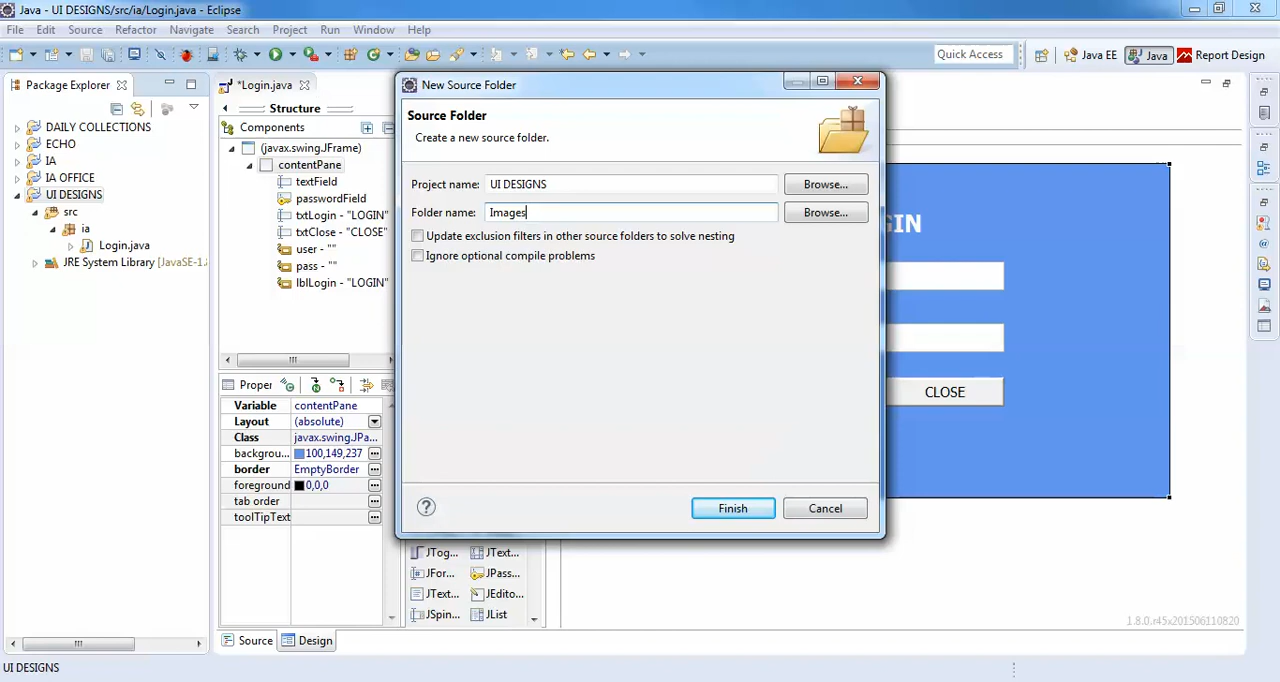 Java - UI DESIGNS/src/ia/Login.java - Eclipse
File Edit Source Refactor Navigate Search Project Run Window Help
Quick Access
Java EE
Java
Report Design
Package Explorer
DAILY COLLECTIONS
ECHO
IA
IA OFFICE
UI DESIGNS
src
ia
Login.java
JRE System Library [JavaSE-1.
*Login.java
Structure
Components
(javax.swing.JFrame)
contentPane
textField
passwordField
txtLogin - "LOGIN"
txtClose - "CLOSE"
user - ""
pass - ""
lblLogin - "LOGIN"
Proper
Variable contentPane
Layout (absolute)
Class javax.swing.JPa...
backgrou... 100,149,237
border EmptyBorder
foreground 0,0,0
tab order
toolTipText
New Source Folder
Source Folder
Create a new source folder.
Project name: UI DESIGNS Browse...
Folder name: Images Browse...
Update exclusion filters in other source folders to solve nesting
Ignore optional compile problems
? Finish Cancel
JTog... JText...
JFor... JPass...
JText... JEdito...
JSpin... JList
GIN
CLOSE
1.8.0.r45x201506110820
Source Design
UI DESIGNS